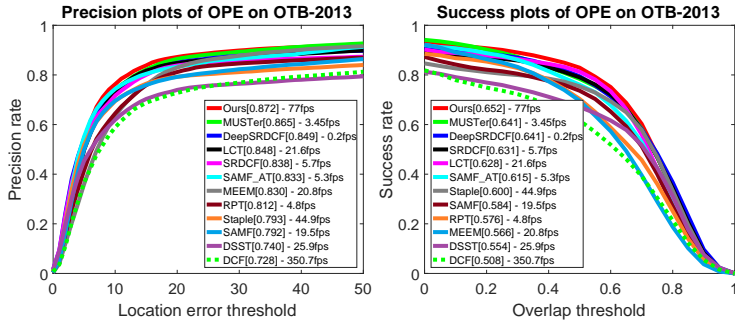 Precision plots of OPE on OTB-2013
Precision rate
1
0.8
0.6
0.4
0.2
0
0
10
20
30
40
50
Location error threshold
Ours[0.872] - 77fps
MUSTer[0.865] - 3.45fps
DeepSRDCF[0.849] - 0.2fps
LCT[0.848] - 21.6fps
SRDCF[0.838] - 5.7fps
SAMF_AT[0.833] - 5.3fps
MEEM[0.830] - 20.8fps
RPT[0.812] - 4.8fps
Staple[0.793] - 44.9fps
SAMF[0.792] - 19.5fps
DSST[0.740] - 25.9fps
DCF[0.728] - 350.7fps
Success plots of OPE on OTB-2013
Success rate
1
0.8
0.6
0.4
0.2
0
0
0.2
0.4
0.6
0.8
1
Overlap threshold
Ours[0.652] - 77fps
MUSTer[0.641] - 3.45fps
DeepSRDCF[0.641] - 0.2fps
SRDCF[0.631] - 5.7fps
LCT[0.628] - 21.6fps
SAMF_AT[0.615] - 5.3fps
Staple[0.600] - 44.9fps
SAMF[0.584] - 19.5fps
RPT[0.576] - 4.8fps
MEEM[0.566] - 20.8fps
DSST[0.554] - 25.9fps
DCF[0.508] - 350.7fps